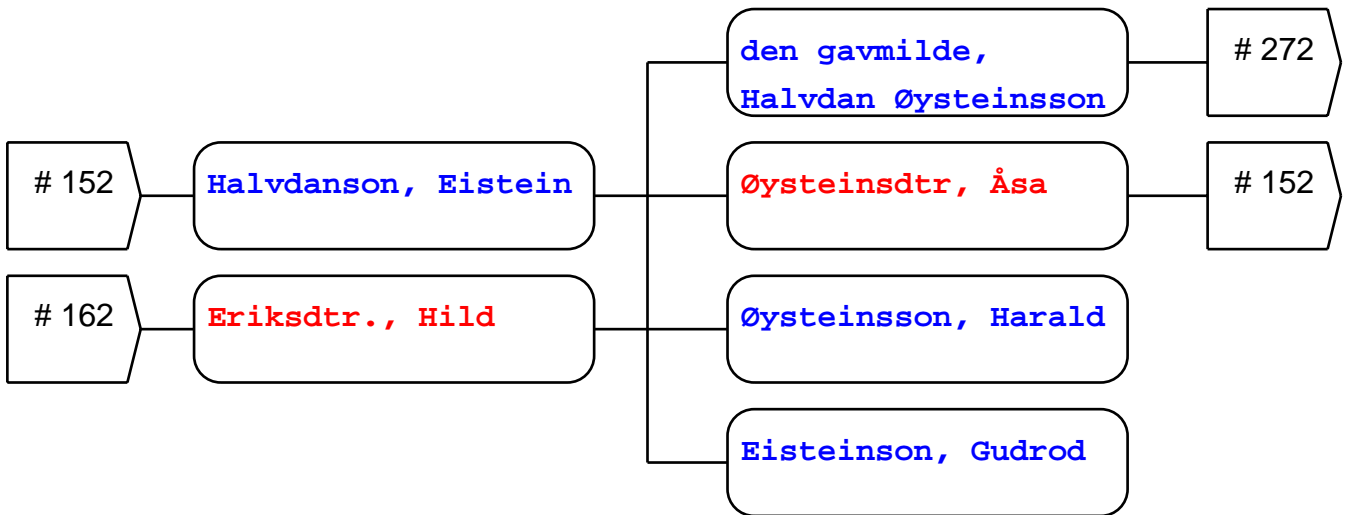 den gavmilde,
Halvdan Øysteinsson
# 272
# 152
Halvdanson, Eistein
Øysteinsdtr, Åsa
# 152
# 162
Eriksdtr., Hild
Øysteinsson, Harald
Eisteinson, Gudrod